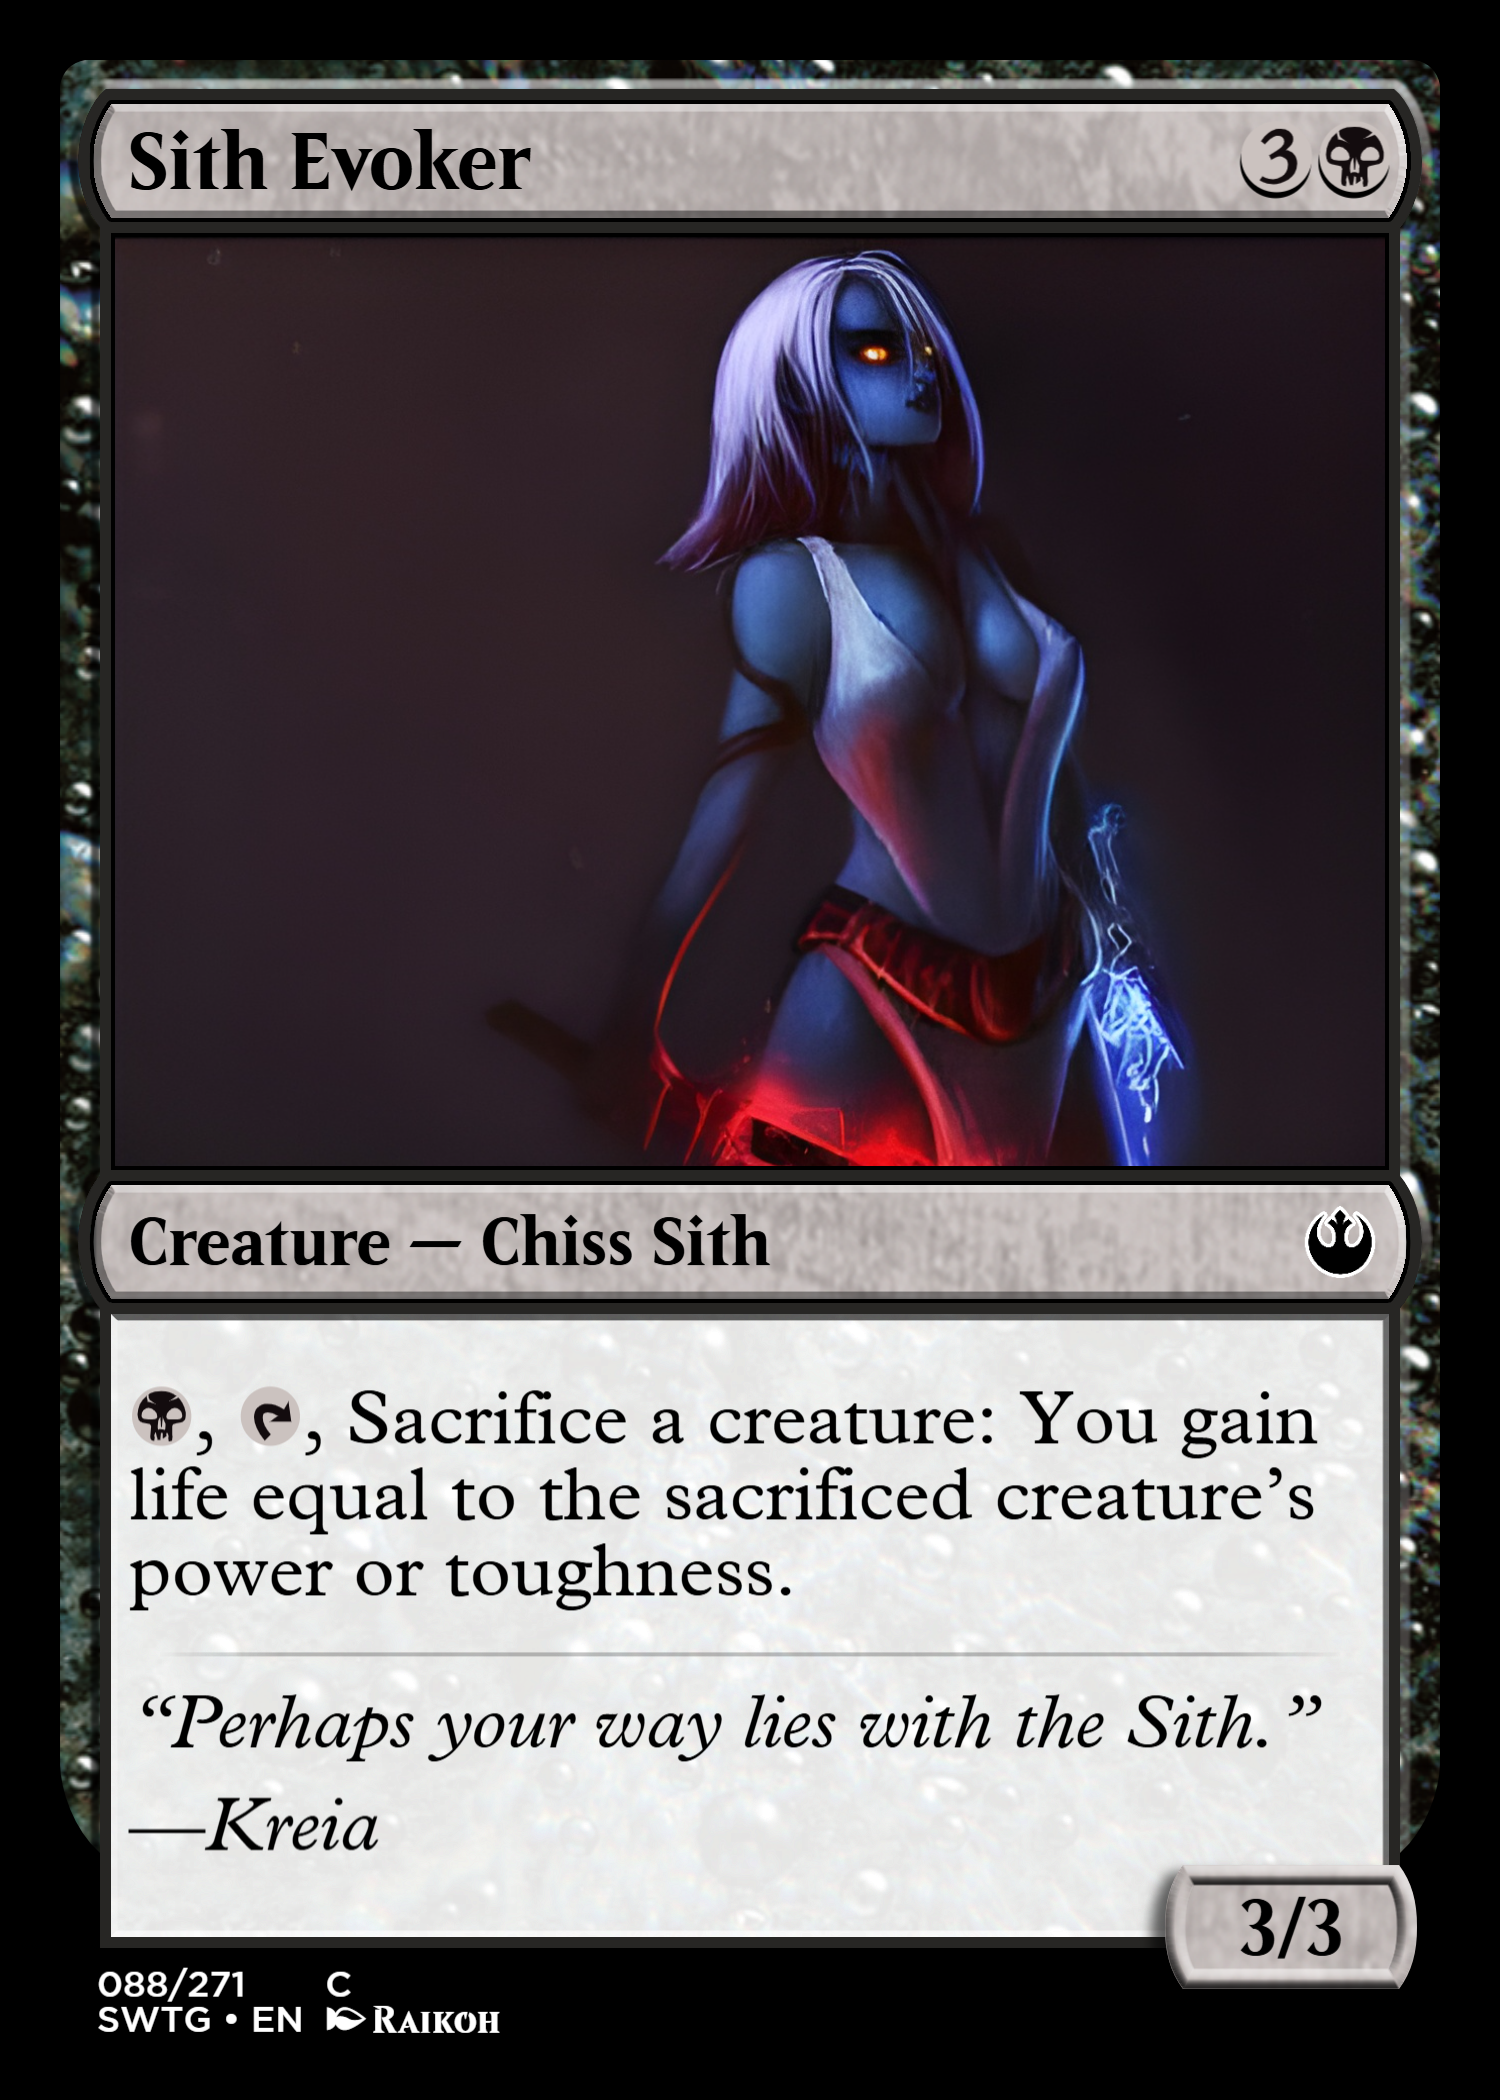 Sith Evoker 3
Creature — Chiss Sith
, , Sacrifice a creature: You gain
life equal to the sacrificed creature’s
power or toughness.
“Perhaps your way lies with the Sith.”
—Kreia
3/3
088/271 C
SWTG • EN RAIKOH